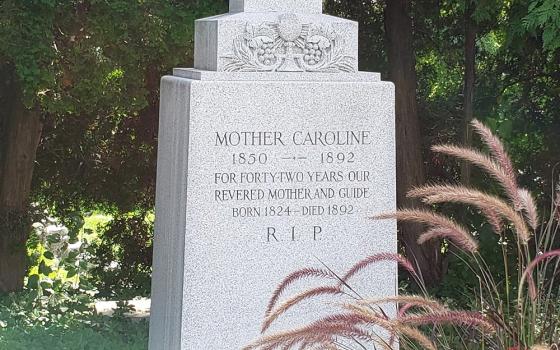 MOTHER CAROLINE
1850 –+– 1892
FOR FORTY-TWO YEARS OUR
REVERED MOTHER AND GUIDE
BORN 1824 – DIED 1892
R I P